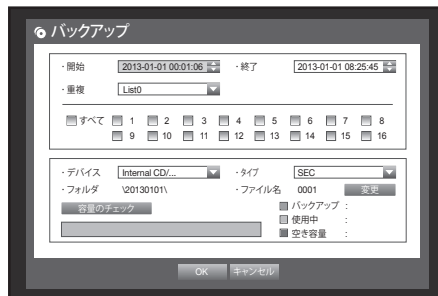 バックアップ
・開始 2013-01-01 00:01:06 ・終了 2013-01-01 08:25:45
・重複 List0
すべて 1 2 3 4 5 6 7 8
9 10 11 12 13 14 15 16
・デバイス Internal CD/... ・タイプ SEC
・フォルダ \20130101\ ・ファイル名 0001 変更
容量のチェック バックアップ :
使用中 :
空き容量 :
OK キャンセル